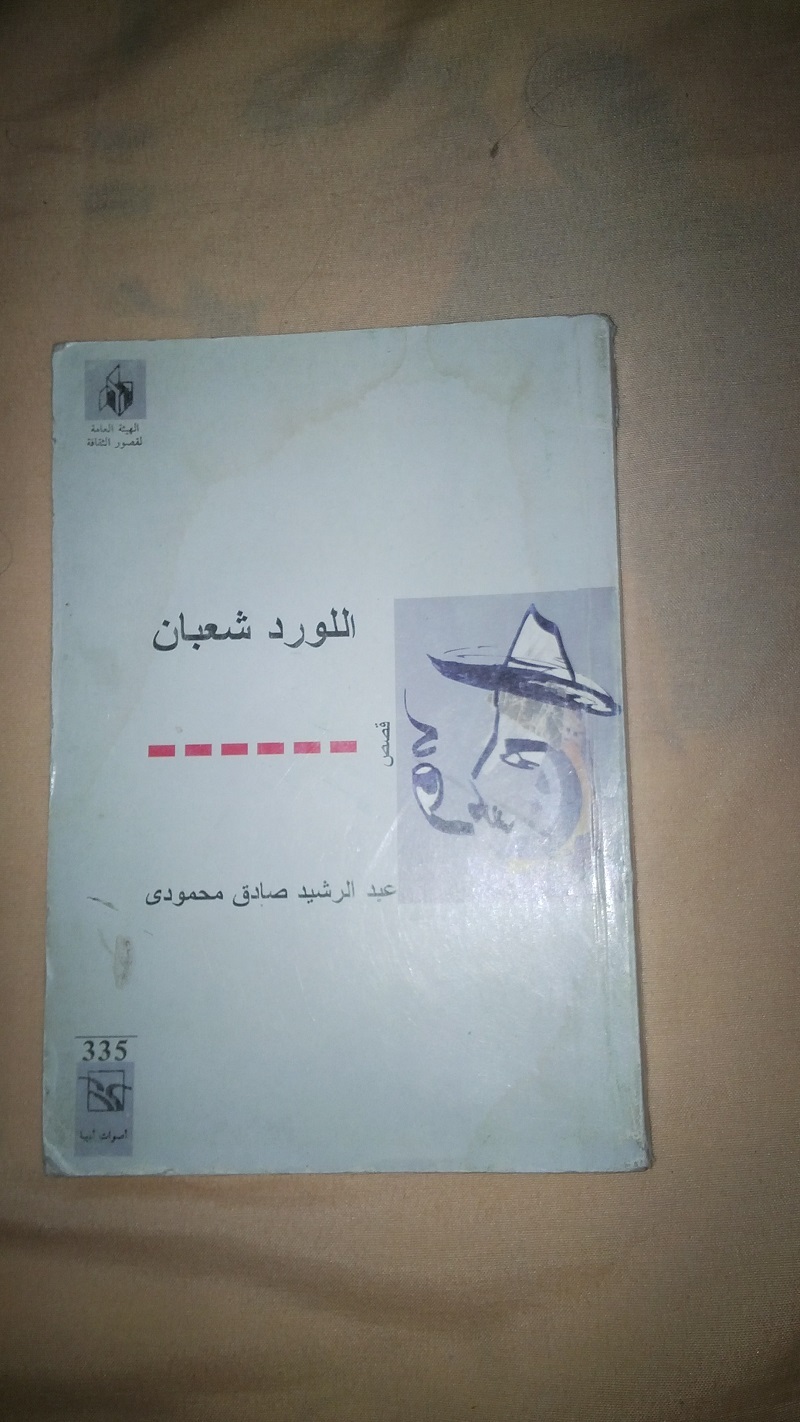 الهيئة العامة
لقصور الثقافة
اللورد شعبان
قصص
عبد الرشيد صادق محمودى
335
أصوات أدبية